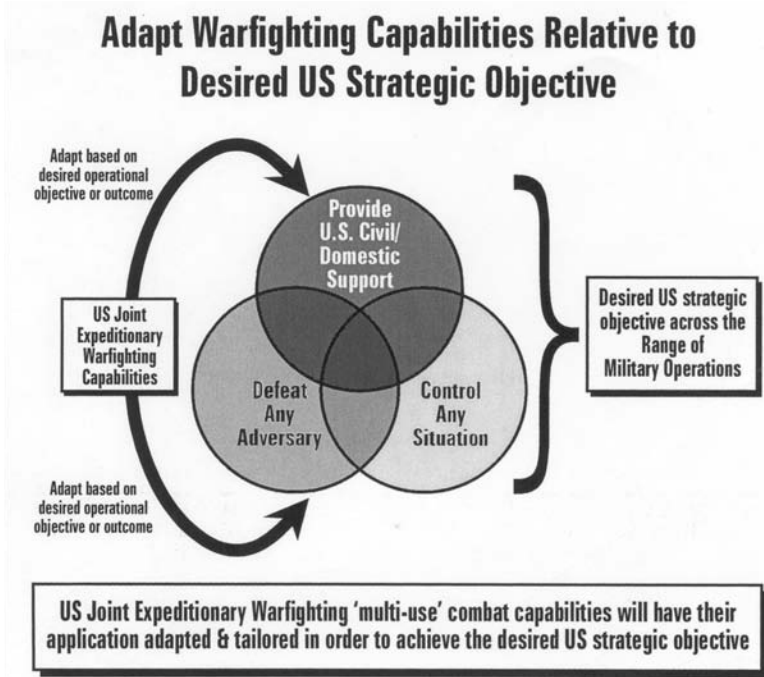 Adapt Warfighting Capabilities Relative to
Desired US Strategic Objective
Adapt based on
desired operational
objective or outcome
Provide
U.S. Civil/
Domestic
Support
US Joint
Expeditionary
Warfighting
Capabilities
Defeat
Any
Adversary
Control
Any
Situation
Desired US strategic
objective across the
Range of
Military Operations
Adapt based on
desired operational
objective or outcome
US Joint Expeditionary Warfighting 'multi-use' combat capabilities will have their
application adapted & tailored in order to achieve the desired US strategic objective